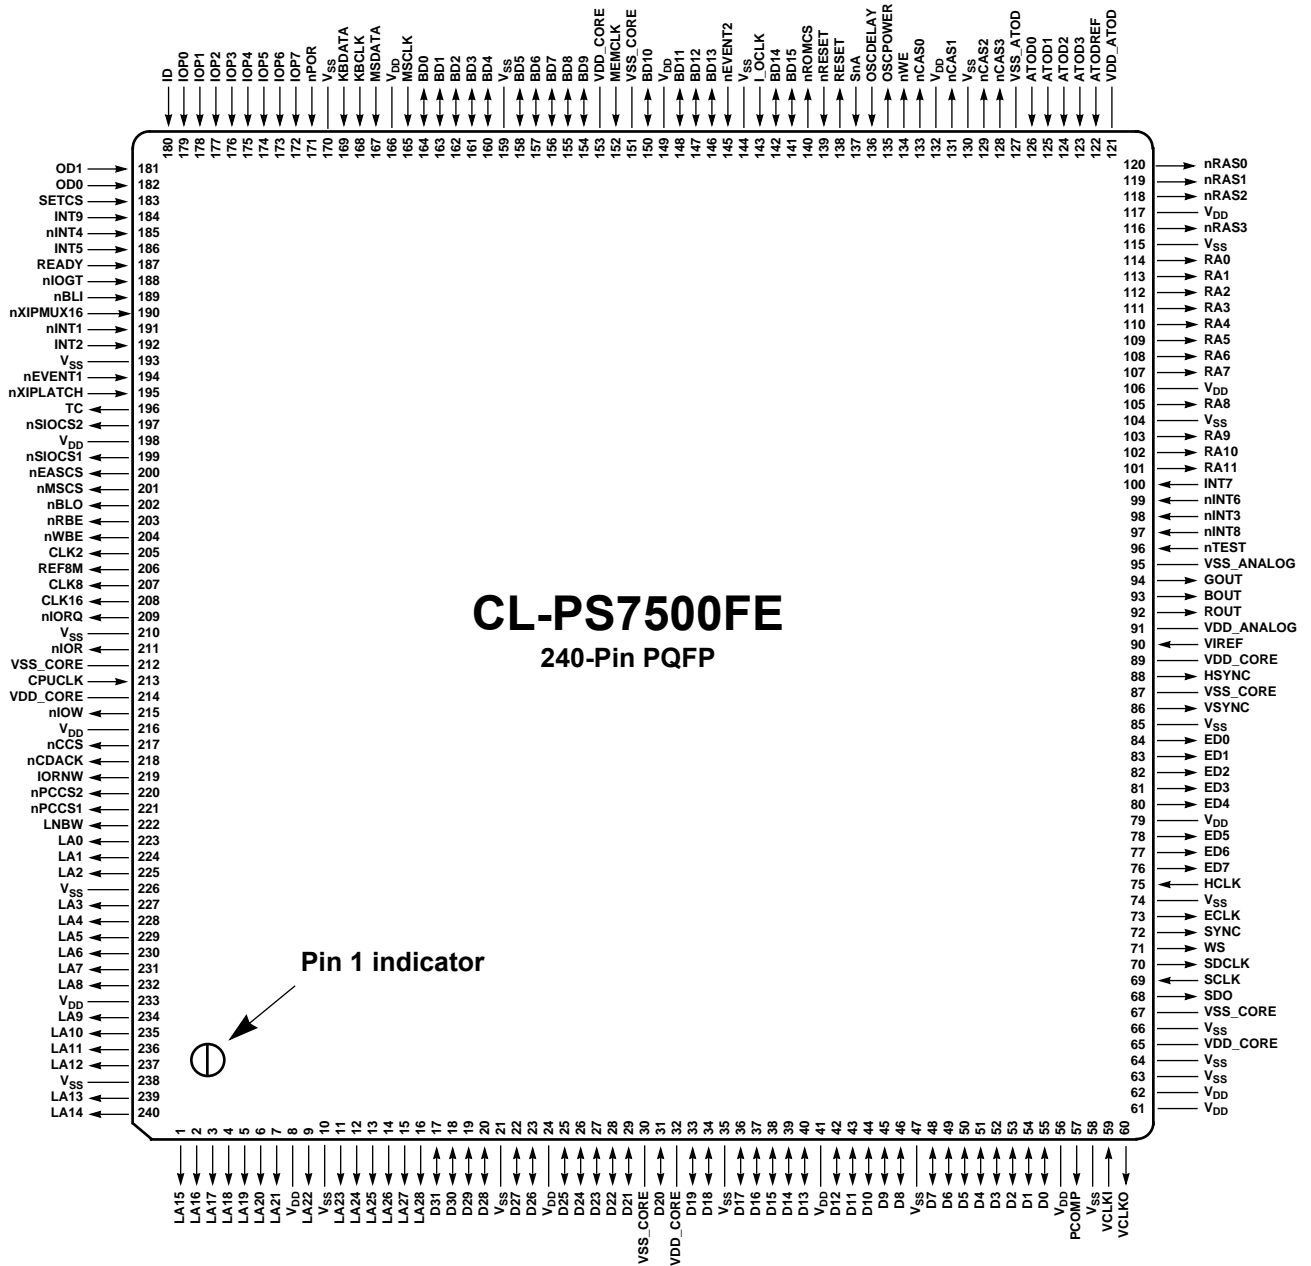 180 ID
179 IOP0
178 IOP1
177 IOP2
176 IOP3
175 IOP4
174 IOP5
173 IOP6
172 IOP7
171 nPOR
170 VSS
169 KBDATA
168 KBCLK
167 MSDATA
166 VDD
165 MSCLK
164 BD0
163 BD1
162 BD2
161 BD3
160 BD4
159 VSS
158 BD5
157 BD6
156 BD7
155 BD8
154 BD9
153 VDD_CORE
152 MEMCLK
151 VSS_CORE
150 BD10
149 VDD
148 BD11
147 BD12
146 BD13
145 nEVENT2
144 VSS
143 I_OCLK
142 BD14
141 BD15
140 nROMCS
139 nRESET
138 RESET
137 SnA
136 OSCDELAY
135 OSCPOWER
134 nWE
133 nCAS0
132 VDD
131 nCAS1
130 VSS
129 nCAS2
128 nCAS3
127 VSS_ATOD
126 ATOD0
125 ATOD1
124 ATOD2
123 ATOD3
122 ATODREF
121 VDD_ATOD
OD1 181
OD0 182
SETCS 183
INT9 184
nINT4 185
INT5 186
READY 187
nIOGT 188
nBLI 189
nXIPMUX16 190
nINT1 191
INT2 192
VSS 193
nEVENT1 194
nXIPLATCH 195
TC 196
nSIOCS2 197
VDD 198
nSIOCS1 199
nEASCS 200
nMSCS 201
nBLO 202
nRBE 203
nWBE 204
CLK2 205
REF8M 206
CLK8 207
CLK16 208
nIORQ 209
VSS 210
nIOR 211
VSS_CORE 212
CPUCLK 213
VDD_CORE 214
nIOW 215
VDD 216
nCCS 217
nCDACK 218
IORNW 219
nPCCS2 220
nPCCS1 221
LNBW 222
LA0 223
LA1 224
LA2 225
VSS 226
LA3 227
LA4 228
LA5 229
LA6 230
LA7 231
LA8 232
VDD 233
LA9 234
LA10 235
LA11 236
LA12 237
VSS 238
LA13 239
LA14 240
CL-PS7500FE
240-Pin PQFP
Pin 1 indicator
120 nRAS0
119 nRAS1
118 nRAS2
117 VDD
116 nRAS3
115 VSS
114 RA0
113 RA1
112 RA2
111 RA3
110 RA4
109 RA5
108 RA6
107 RA7
106 VDD
105 RA8
104 VSS
103 RA9
102 RA10
101 RA11
100 INT7
99 nINT6
98 nINT3
97 nINT8
96 nTEST
95 VSS_ANALOG
94 GOUT
93 BOUT
92 ROUT
91 VDD_ANALOG
90 VIREF
89 VDD_CORE
88 HSYNC
87 VSS_CORE
86 VSYNC
85 VSS
84 ED0
83 ED1
82 ED2
81 ED3
80 ED4
79 VDD
78 ED5
77 ED6
76 ED7
75 HCLK
74 VSS
73 ECLK
72 SYNC
71 WS
70 SDCLK
69 SCLK
68 SDO
67 VSS_CORE
66 VSS
65 VDD_CORE
64 VSS
63 VSS
62 VDD
61 VDD
LA15 1
LA16 2
LA17 3
LA18 4
LA19 5
LA20 6
LA21 7
VDD 8
LA22 9
VSS 10
LA23 11
LA24 12
LA25 13
LA26 14
LA27 15
LA28 16
D31 17
D30 18
D29 19
D28 20
VSS 21
D27 22
D26 23
VDD 24
D25 25
D24 26
D23 27
D22 28
D21 29
VSS_CORE 30
D20 31
VDD_CORE 32
D19 33
D18 34
VSS 35
D17 36
D16 37
D15 38
D14 39
D13 40
VDD 41
D12 42
D11 43
D10 44
D9 45
D8 46
VSS 47
D7 48
D6 49
D5 50
D4 51
D3 52
D2 53
D1 54
D0 55
VDD 56
PCOMP 57
VSS 58
VCLKI 59
VCLKO 60